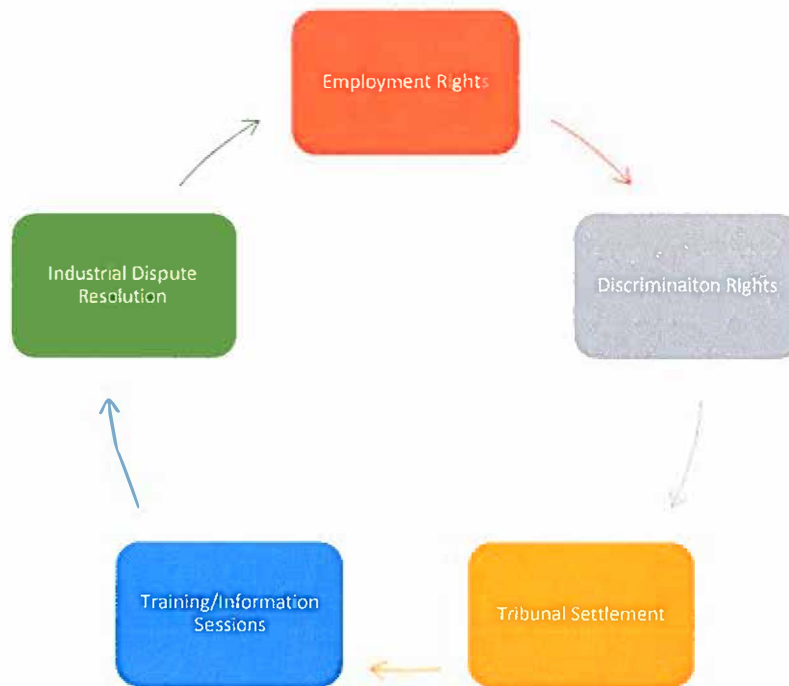 Employment Rights
Discriminaiton Rights
Tribunal Settlement
Training/Information
Sessions
Industrial Dispute
Resolution